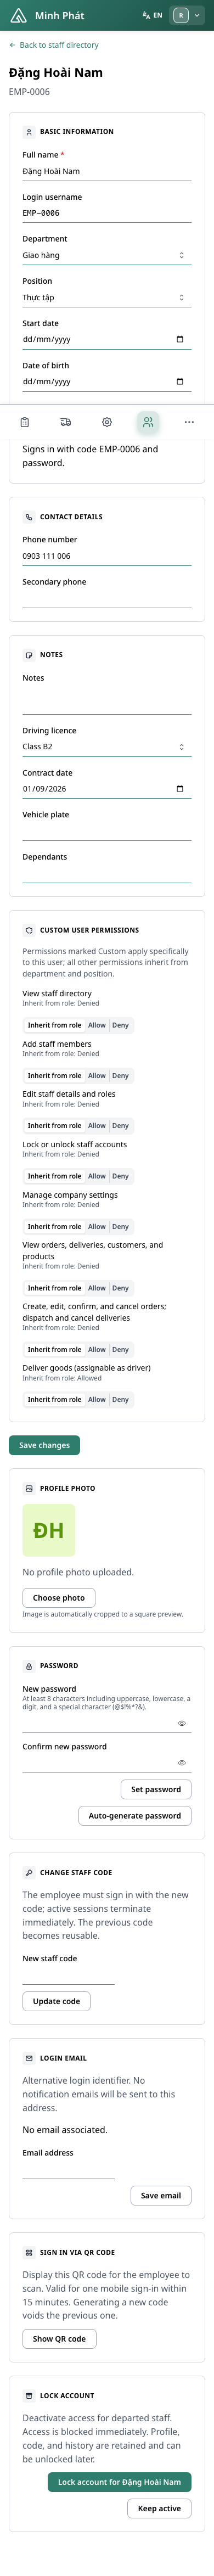 Minh Phát
EN
R
Back to staff directory
Đặng Hoài Nam
EMP-0006
BASIC INFORMATION
Full name *
Đặng Hoài Nam
Login username
EMP-0006
Department
Giao hàng
Position
Thực tập
Start date
dd/mm/yyyy
Date of birth
dd/mm/yyyy
Signs in with code EMP-0006 and
password.
CONTACT DETAILS
Phone number
0903 111 006
Secondary phone
NOTES
Notes
Driving licence
Class B2
Contract date
01/09/2026
Vehicle plate
Dependants
CUSTOM USER PERMISSIONS
Permissions marked Custom apply specifically
to this user; all other permissions inherit from
department and position.
View staff directory
Inherit from role: Denied
Inherit from role Allow Deny
Add staff members
Inherit from role: Denied
Inherit from role Allow Deny
Edit staff details and roles
Inherit from role: Denied
Inherit from role Allow Deny
Lock or unlock staff accounts
Inherit from role: Denied
Inherit from role Allow Deny
Manage company settings
Inherit from role: Denied
Inherit from role Allow Deny
View orders, deliveries, customers, and
products
Inherit from role: Denied
Inherit from role Allow Deny
Create, edit, confirm, and cancel orders;
dispatch and cancel deliveries
Inherit from role: Denied
Inherit from role Allow Deny
Deliver goods (assignable as driver)
Inherit from role: Allowed
Inherit from role Allow Deny
Save changes
PROFILE PHOTO
ĐH
No profile photo uploaded.
Choose photo
Image is automatically cropped to a square preview.
PASSWORD
New password
At least 8 characters including uppercase, lowercase, a
digit, and a special character (@$!%*?&).
Confirm new password
Set password
Auto-generate password
CHANGE STAFF CODE
The employee must sign in with the new
code; active sessions terminate
immediately. The previous code
becomes reusable.
New staff code
Update code
LOGIN EMAIL
Alternative login identifier. No
notification emails will be sent to this
address.
No email associated.
Email address
Save email
SIGN IN VIA QR CODE
Display this QR code for the employee to
scan. Valid for one mobile sign-in within
15 minutes. Generating a new code
voids the previous one.
Show QR code
LOCK ACCOUNT
Deactivate access for departed staff.
Access is blocked immediately. Profile,
code, and history are retained and can
be unlocked later.
Lock account for Đặng Hoài Nam
Keep active